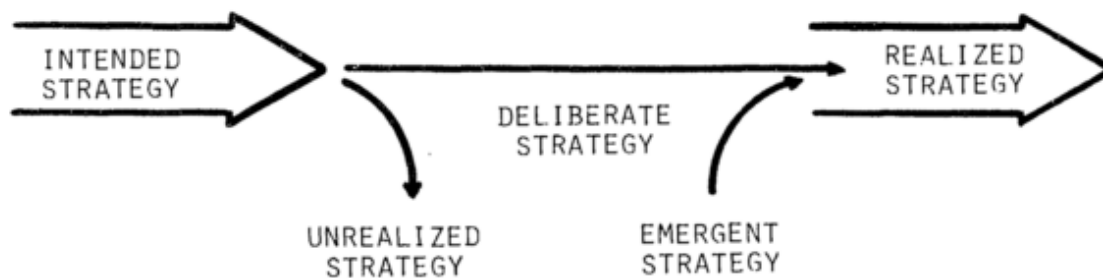 INTENDED
STRATEGY
DELIBERATE
STRATEGY
REALIZED
STRATEGY
UNREALIZED
STRATEGY
EMERGENT
STRATEGY